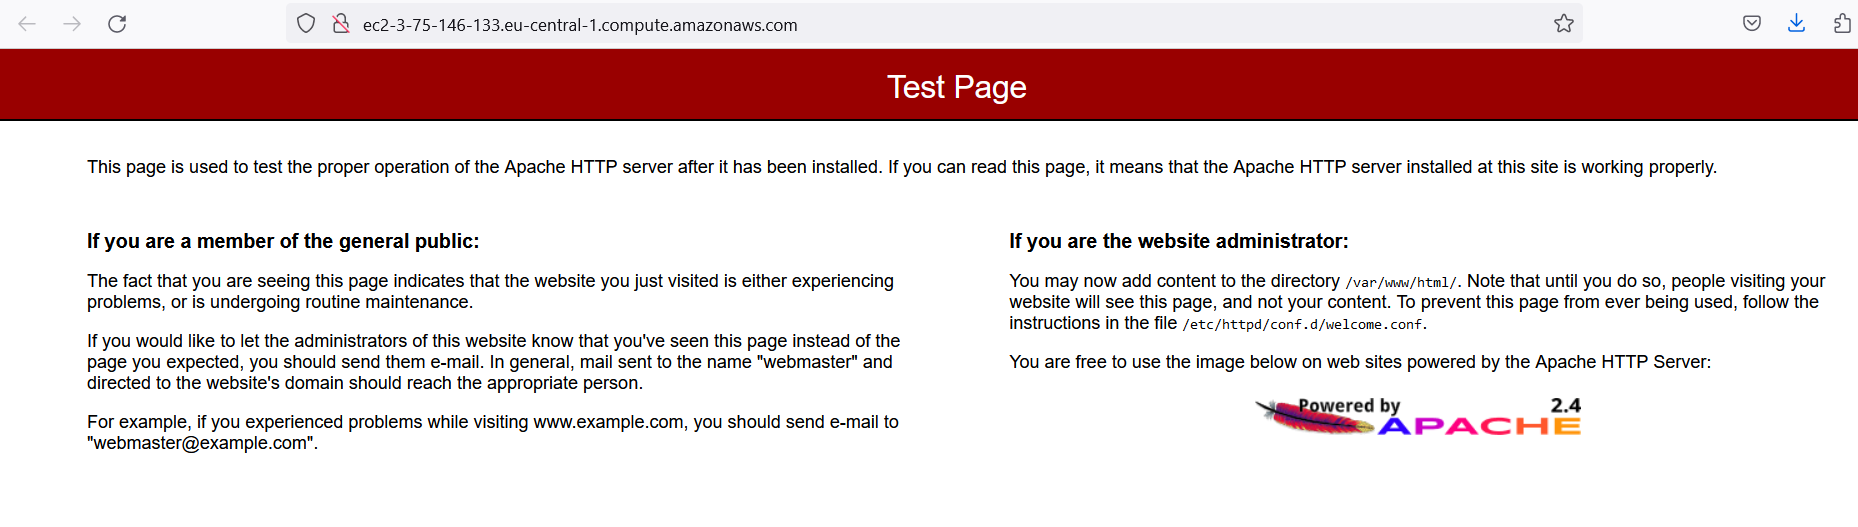 ec2-3-75-146-133.eu-central-1.compute.amazonaws.com
Test Page
This page is used to test the proper operation of the Apache HTTP server after it has been installed. If you can read this page, it means that the Apache HTTP server installed at this site is working properly.
If you are a member of the general public:
The fact that you are seeing this page indicates that the website you just visited is either experiencing
problems, or is undergoing routine maintenance.
If you would like to let the administrators of this website know that you've seen this page instead of the
page you expected, you should send them e-mail. In general, mail sent to the name "webmaster" and
directed to the website's domain should reach the appropriate person.
For example, if you experienced problems while visiting www.example.com, you should send e-mail to
"webmaster@example.com".
If you are the website administrator:
You may now add content to the directory /var/www/html/. Note that until you do so, people visiting your
website will see this page, and not your content. To prevent this page from ever being used, follow the
instructions in the file /etc/httpd/conf.d/welcome.conf.
You are free to use the image below on web sites powered by the Apache HTTP Server:
Powered by 2.4
APACHE